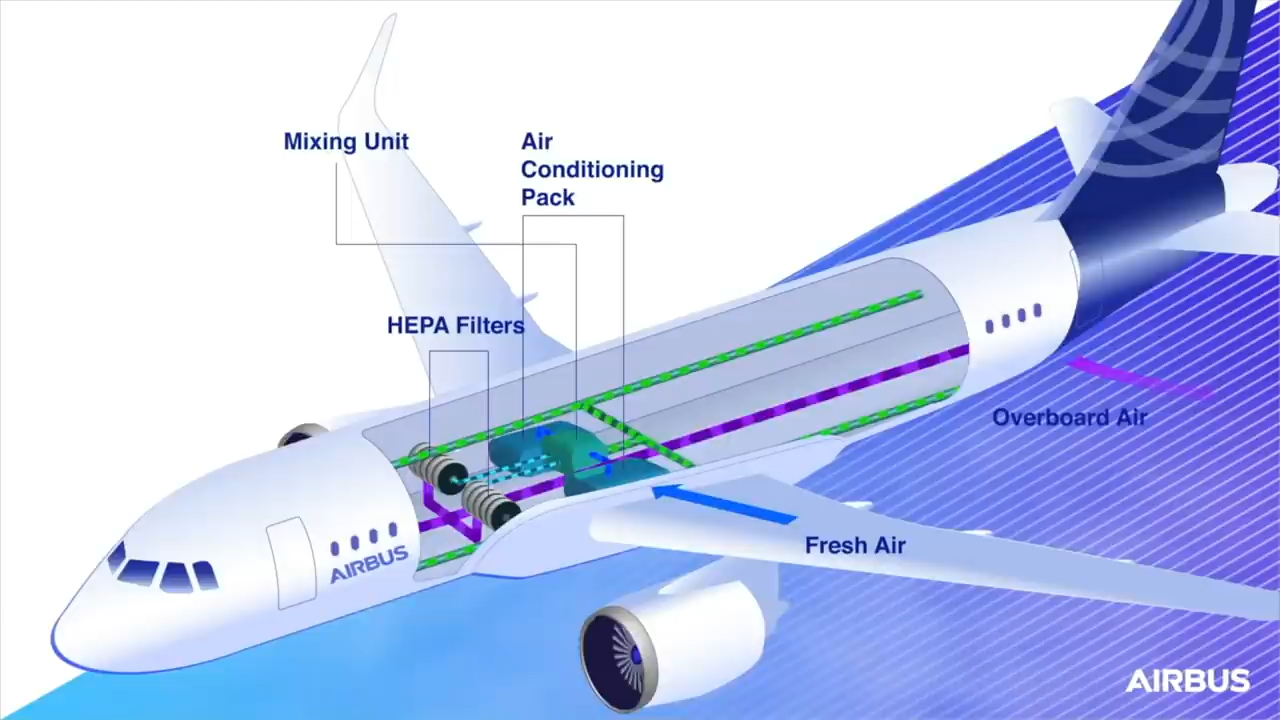 Mixing Unit
Air
Conditioning
Pack
HEPA Filters
Overboard Air
Fresh Air
AIRBUS
AIRBUS